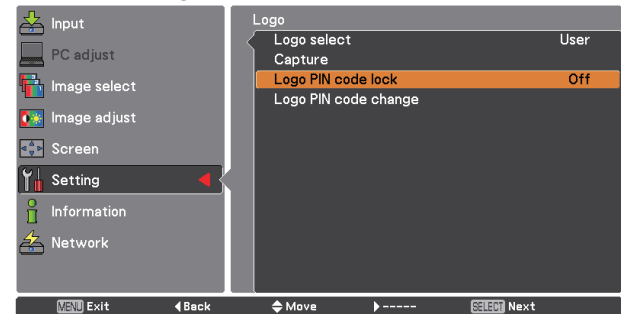 Input
PC adjust
Image select
Image adjust
Screen
Setting
Information
Network
Logo
Logo select User
Capture
Logo PIN code lock Off
Logo PIN code change
MENU Exit Back Move ----- SELECT Next